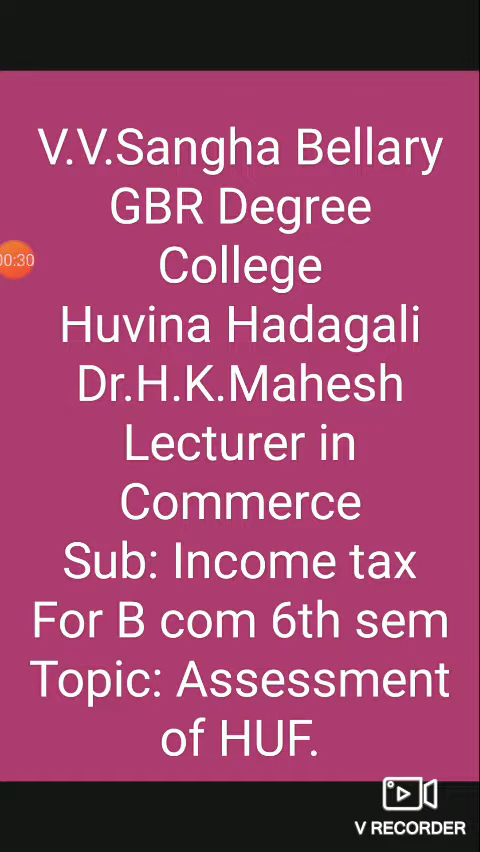 V.V.Sangha Bellary
GBR Degree
College
00:30
Huvina Hadagali
Dr.H.K.Mahesh
Lecturer in
Commerce
Sub: Income tax
For B com 6th sem
Topic: Assessment
of HUF.
V RECORDER